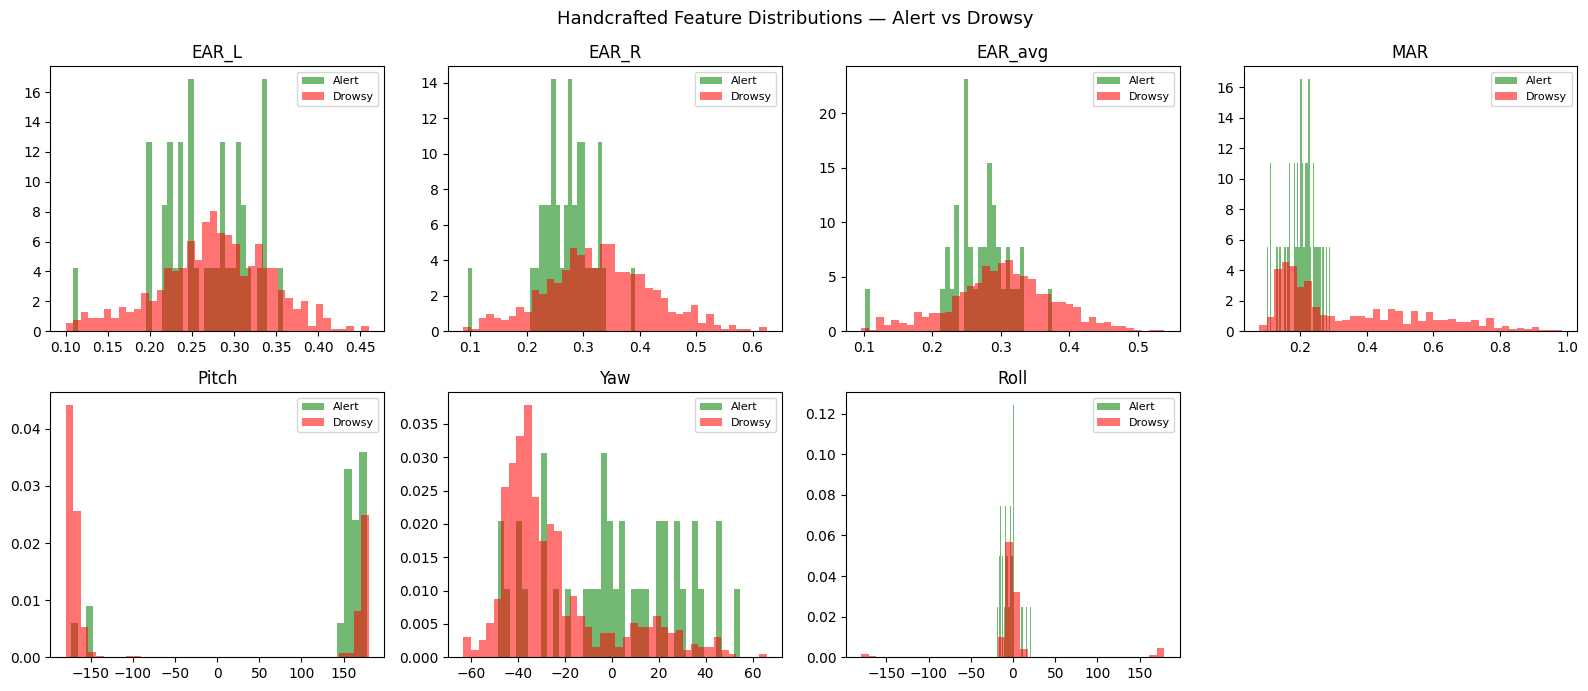 Handcrafted Feature Distributions — Alert vs Drowsy
EAR_L
Alert
Drowsy
16
14
12
10
8
6
4
2
0
0.10 0.15 0.20 0.25 0.30 0.35 0.40 0.45
EAR_R
Alert
Drowsy
14
12
10
8
6
4
2
0
0.1 0.2 0.3 0.4 0.5 0.6
EAR_avg
Alert
Drowsy
20
15
10
5
0
0.1 0.2 0.3 0.4 0.5
MAR
Alert
Drowsy
16
14
12
10
8
6
4
2
0
0.2 0.4 0.6 0.8 1.0
Pitch
Alert
Drowsy
0.04
0.03
0.02
0.01
0.00
−150 −100 −50 0 50 100 150
Yaw
Alert
Drowsy
0.035
0.030
0.025
0.020
0.015
0.010
0.005
0.000
−60 −40 −20 0 20 40 60
Roll
Alert
Drowsy
0.12
0.10
0.08
0.06
0.04
0.02
0.00
−150 −100 −50 0 50 100 150